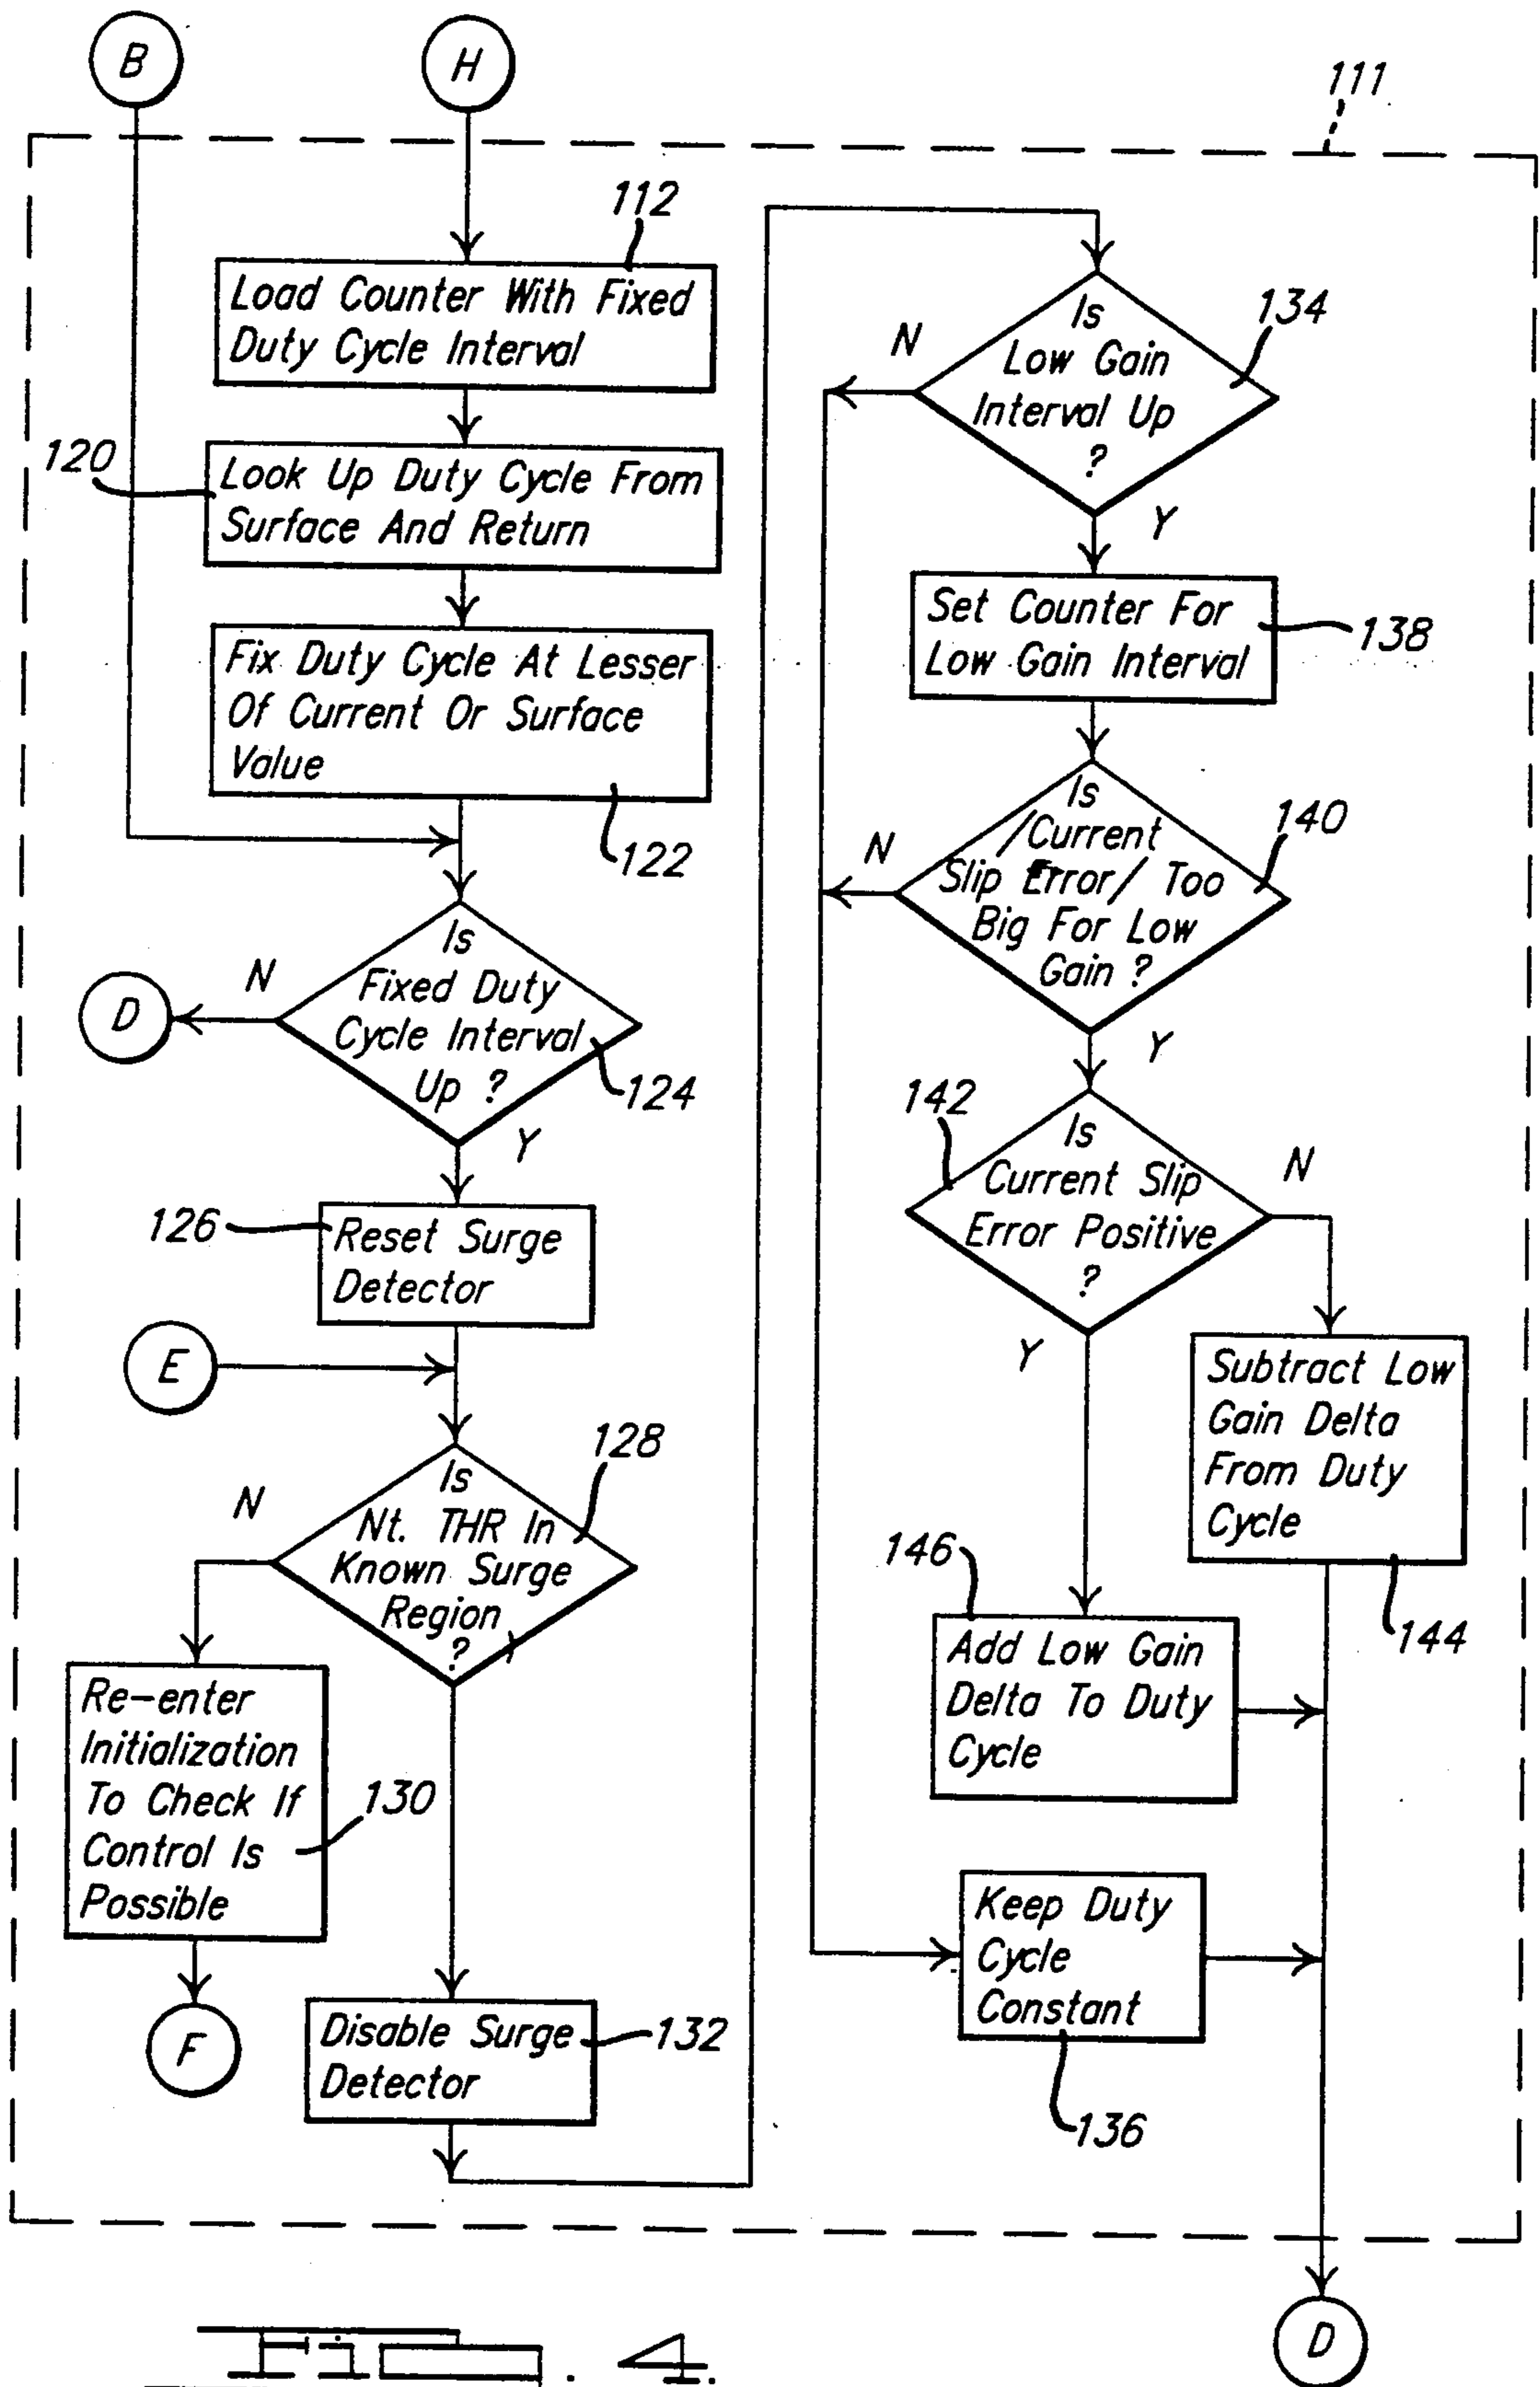 B
H
111
112
Load Counter With Fixed
Duty Cycle Interval
120
Look Up Duty Cycle From
Surface And Return
Fix Duty Cycle At Lesser
Of Current Or Surface
Value
122
Is
Fixed Duty
Cycle Interval
Up ?
124
N
D
Y
126
Reset Surge
Detector
E
128
Is
Nt. THR In
Known Surge
Region
?
N
Y
Re-enter
Initialization
To Check If
Control Is
Possible
130
F
Disable Surge
Detector
132
134
Is
Low Gain
Interval Up
?
N
Y
Set Counter For
Low Gain Interval
138
Is
/Current
Slip Error/ Too
Big For Low
Gain ?
140
N
Y
142
Is
Current Slip
Error Positive
?
N
Y
Subtract Low
Gain Delta
From Duty
Cycle
144
146
Add Low Gain
Delta To Duty
Cycle
Keep Duty
Cycle
Constant
136
D
FIG. 4.